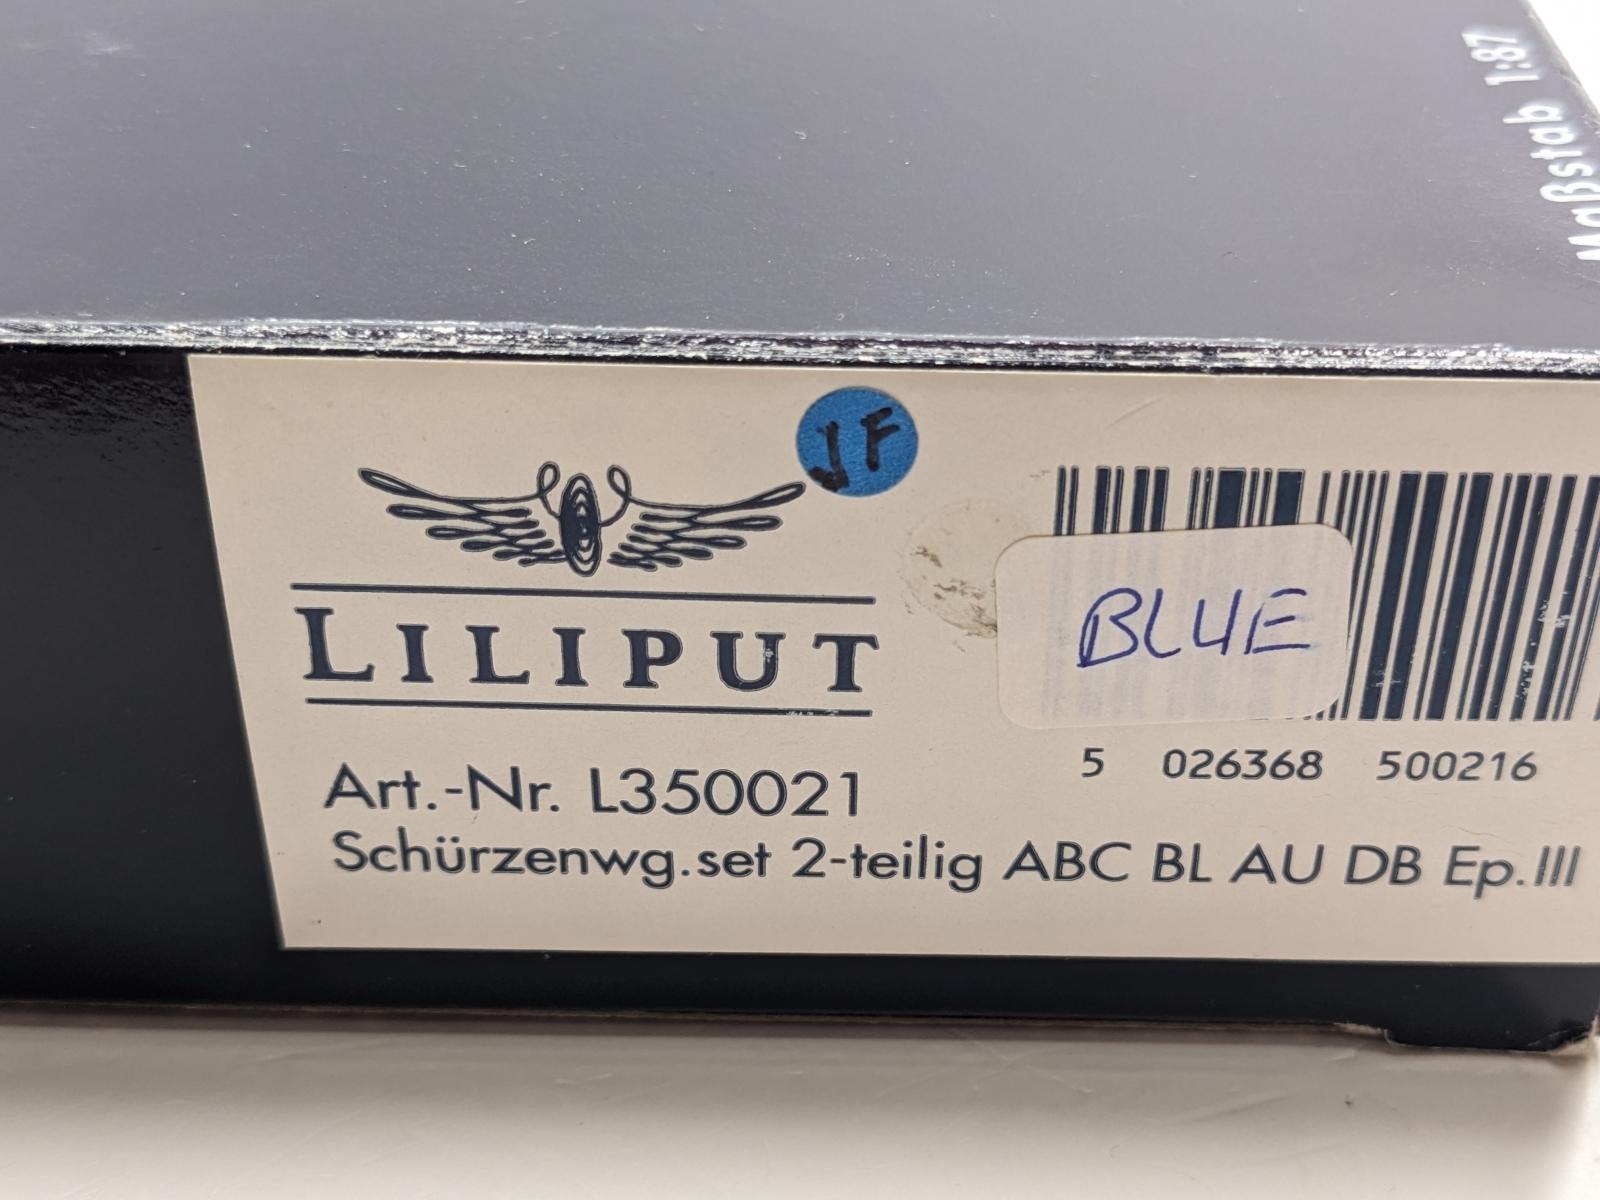 Maßstab 1:87
JF
LILIPUT
BLUE
5 026368 500216
Art.-Nr. L350021
Schürzenwg.set 2-teilig ABC BL AU DB Ep.III